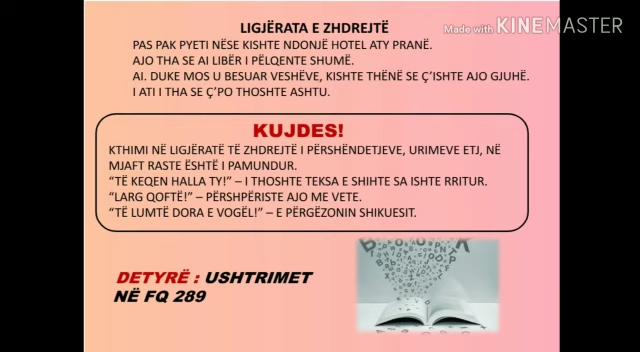 Made with KINEMASTER
LIGJËRATA E ZHDREJTË
PAS PAK PYETI NËSE KISHTE NDONJË HOTEL ATY PRANË.
AJO THA SE AI LIBËR I PËLQENTE SHUMË.
AI. DUKE MOS U BESUAR VESHËVE, KISHTE THËNË SE Ç'ISHTE AJO GJUHË.
I ATI I THA SE Ç'PO THOSHTE ASHTU.
KUJDES!
KTHIMI NË LIGJËRATË TË ZHDREJTË I PËRSHËNDETJEVE, URIMEVE ETJ, NË
MJAFT RASTE ËSHTË I PAMUNDUR.
“TË KEQEN HALLA TY!” – I THOSHTE TEKSA E SHIHTE SA ISHTE RRITUR.
“LARG QOFTË!” – PËRSHPËRISTE AJO ME VETE.
“TË LUMTË DORA E VOGËL!” – E PËRGËZONIN SHIKUESIT.
DETYRË : USHTRIMET
NË FQ 289